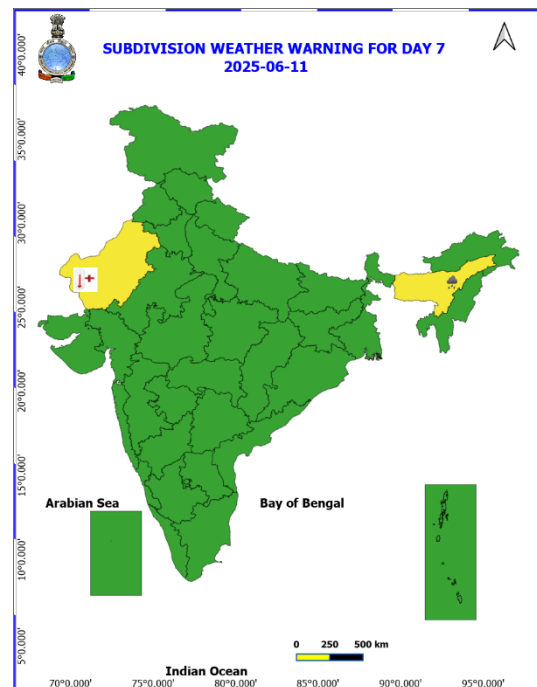 SUBDIVISION WEATHER WARNING FOR DAY 7
2025-06-11
40°0.000'
35°0.000'
30°0.000'
25°0.000'
20°0.000'
15°0.000'
10°0.000'
5°0.000'
Arabian Sea
Bay of Bengal
0 250 500 km
Indian Ocean
70°0.000' 75°0.000' 80°0.000' 85°0.000' 90°0.000' 95°0.000'